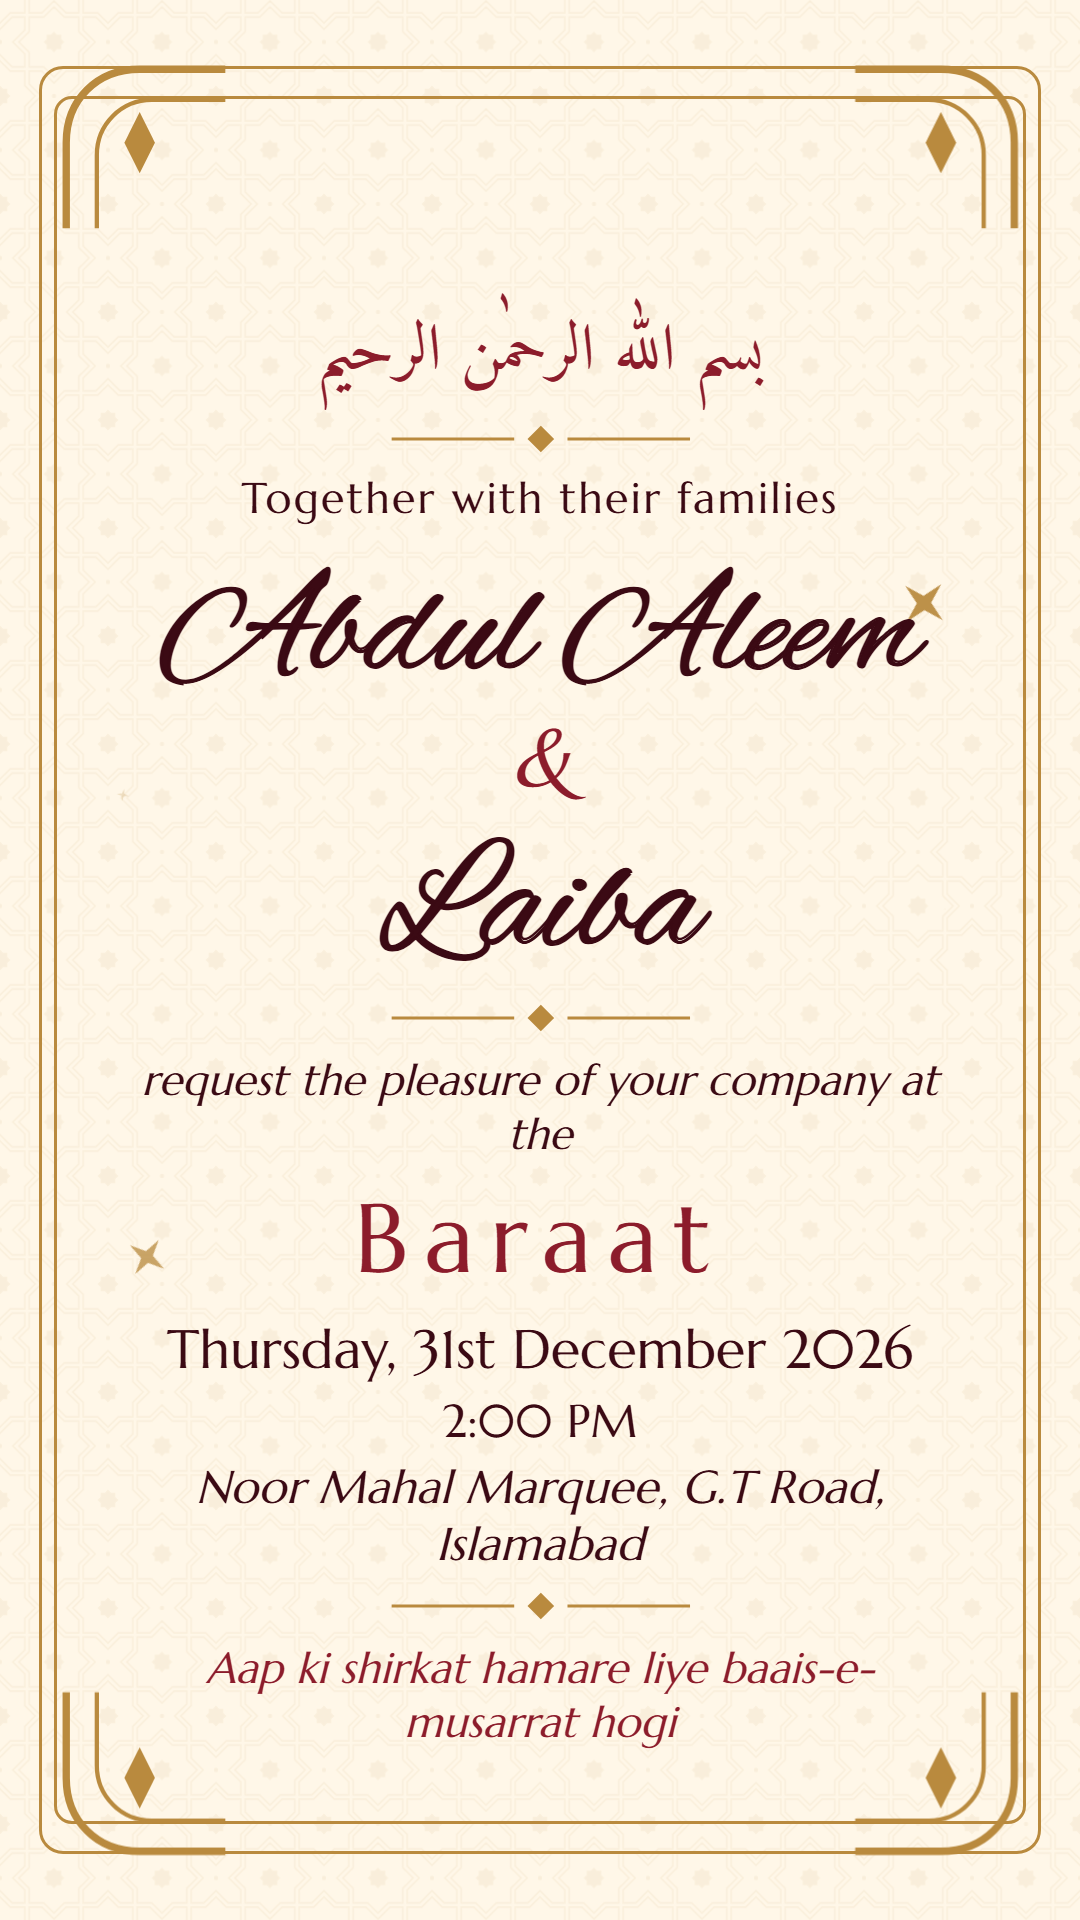 بسم الله الرحمٰن الرحيم
Together with their families
Abdul Aleem
&
Laiba
request the pleasure of your company at
the
Baraat
Thursday, 31st December 2026
2:00 PM
Noor Mahal Marquee, G.T Road,
Islamabad
Aap ki shirkat hamare liye baais-e-
musarrat hogi